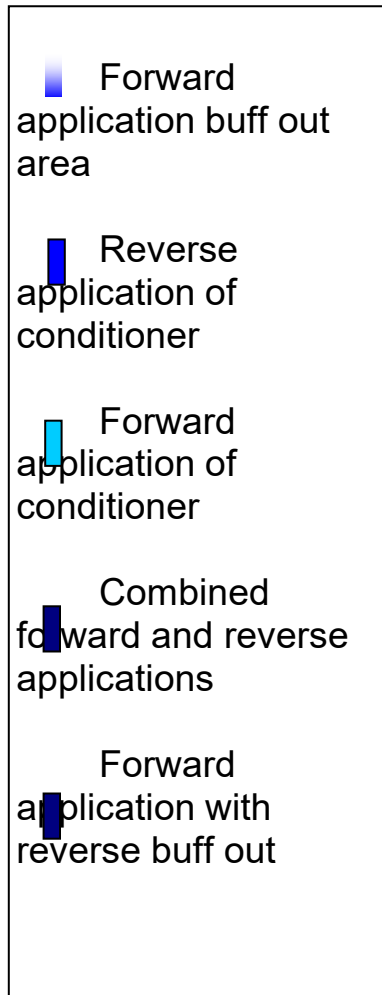 Forward
application buff out
area
Reverse
application of
conditioner
Forward
application of
conditioner
Combined
forward and reverse
applications
Forward
application with
reverse buff out